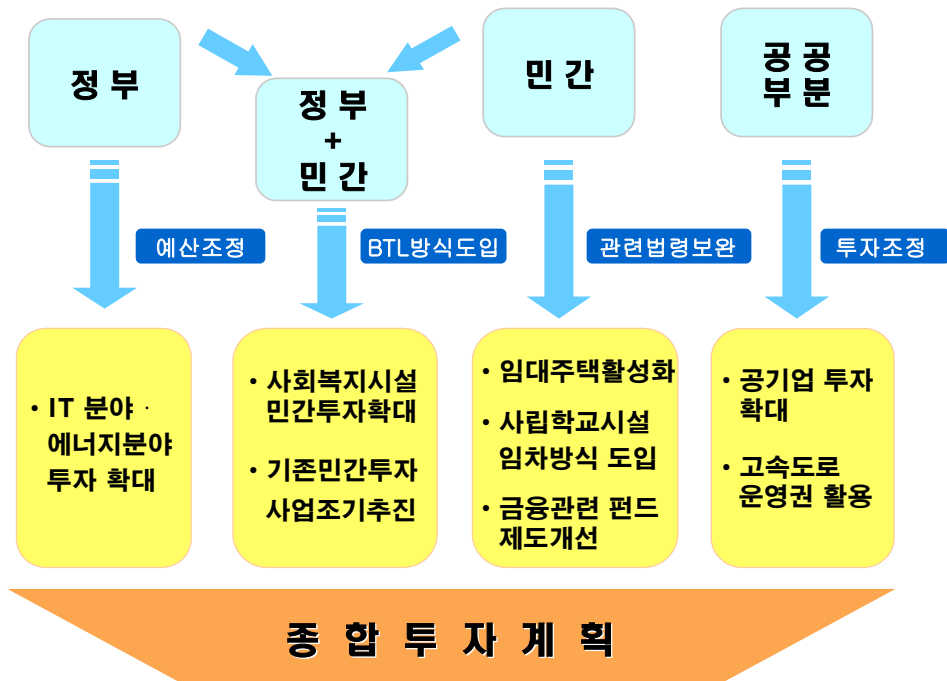 정 부
정 부
+
민 간
민 간
공 공
부 분
예산조정
BTL방식도입
관련법령보완
투자조정
• IT 분야 ·
에너지분야
투자 확대
• 사회복지시설
민간투자확대
• 기존민간투자
사업조기추진
• 임대주택활성화
• 사립학교시설
임차방식 도입
• 금융관련 펀드
제도개선
• 공기업 투자
확대
• 고속도로
운영권 활용
종 합 투 자 계 획